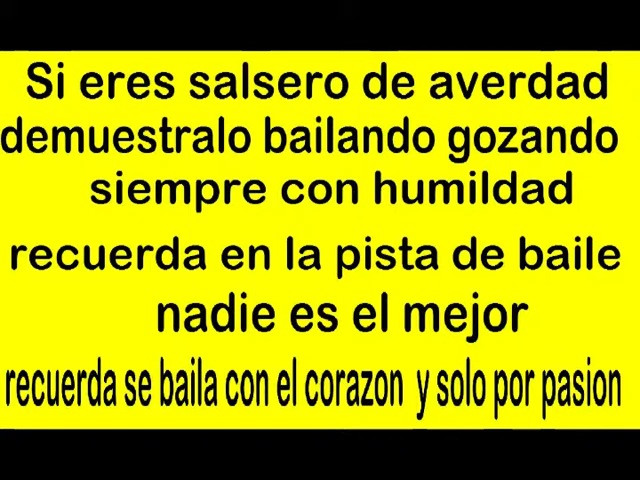 Si eres salsero de averdad
demuestralo bailando gozando
siempre con humildad
recuerda en la pista de baile
nadie es el mejor
recuerda se baila con el corazon y solo por pasion